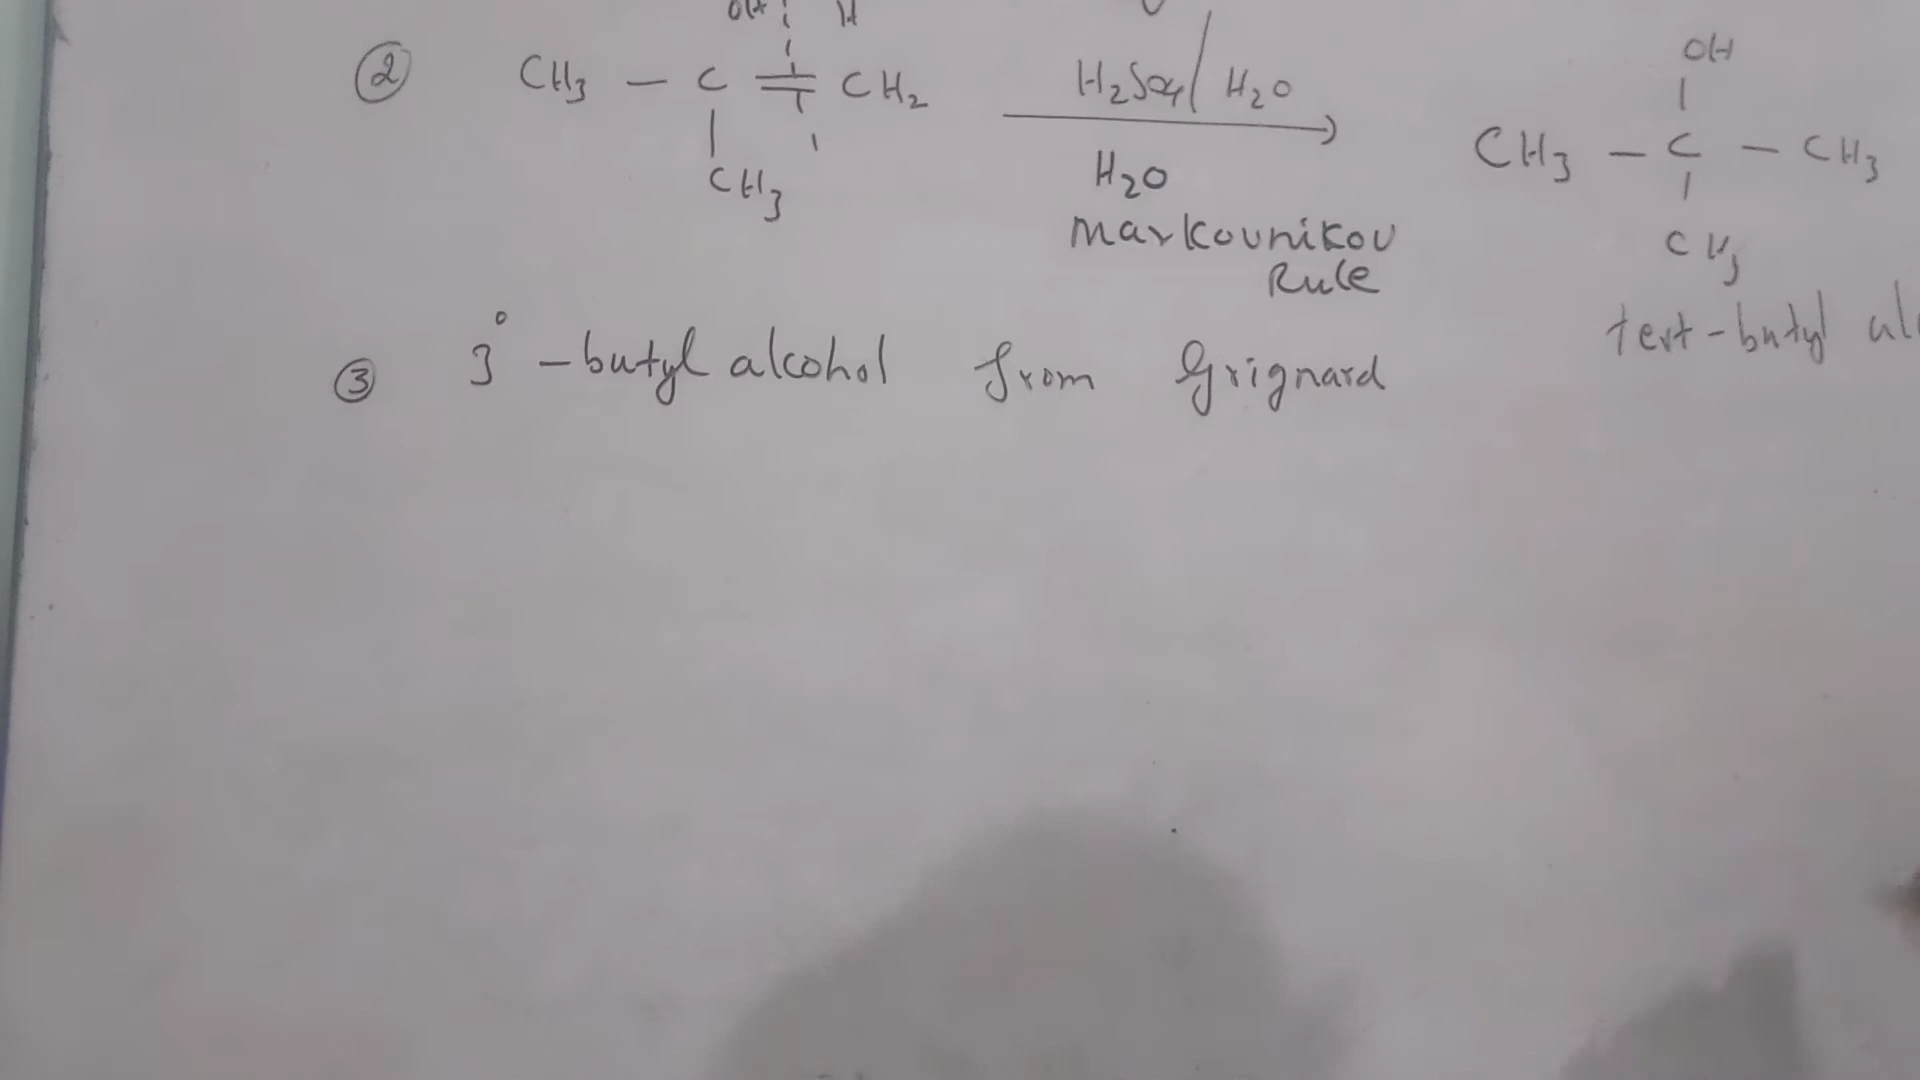 OH H
② CH3 — C = CH2 H2SO4 / H2O OH
| |
CH3 H2O CH3 — C — CH3
Markovnikov |
Rule CH3
tert-butyl
③ 3° - butyl alcohol from Grignard